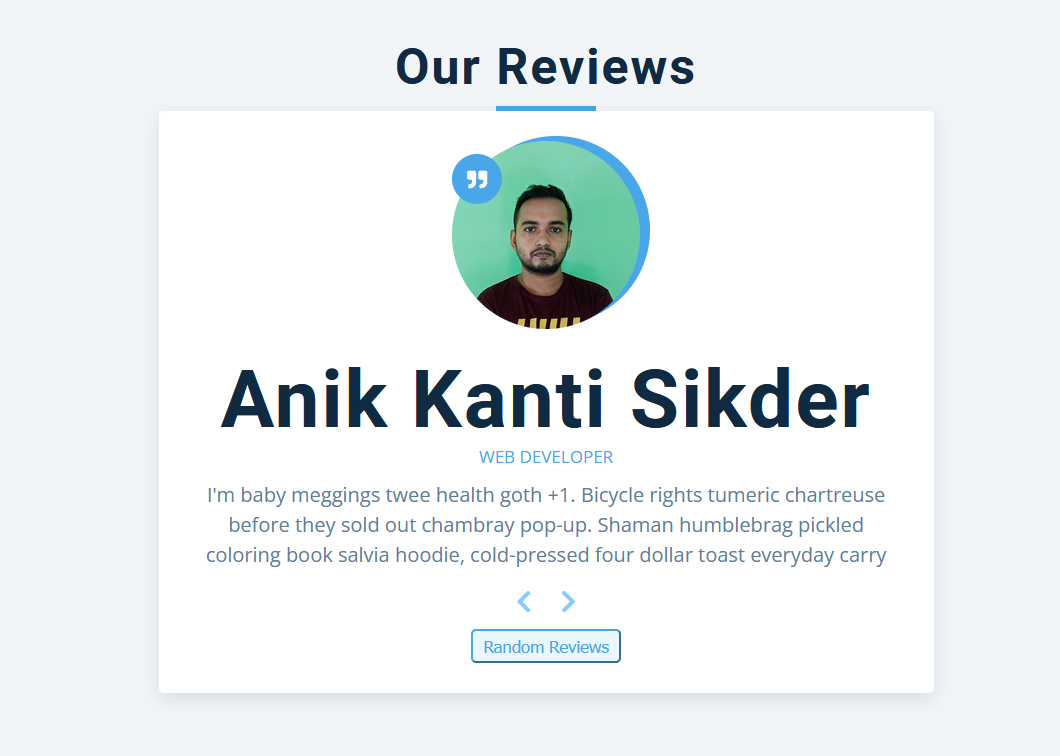 Our Reviews
Anik Kanti Sikder
WEB DEVELOPER
I'm baby meggings twee health goth +1. Bicycle rights tumeric chartreuse
before they sold out chambray pop-up. Shaman humblebrag pickled
coloring book salvia hoodie, cold-pressed four dollar toast everyday carry
Random Reviews